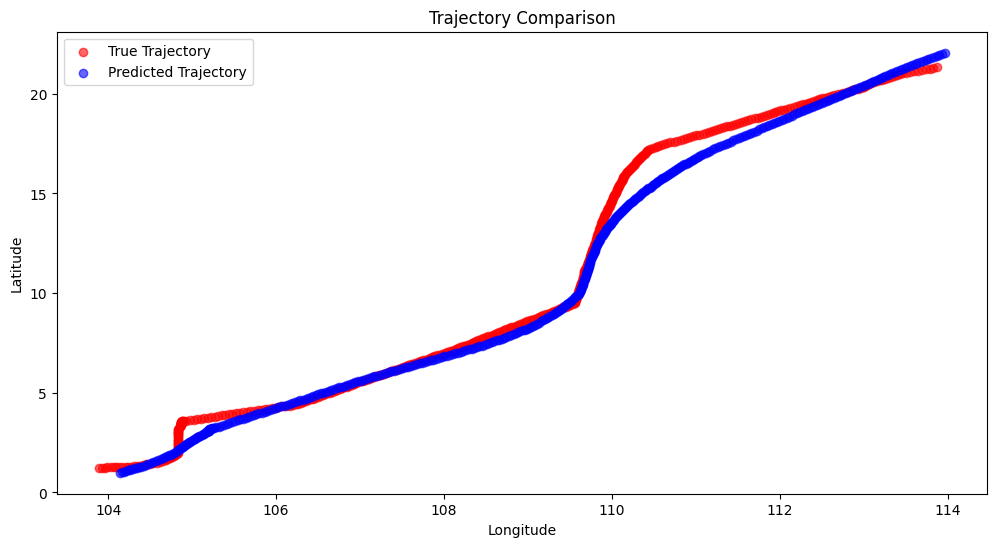 Trajectory Comparison
True Trajectory
Predicted Trajectory
20
15
10
5
0
Latitude
104 106 108 110 112 114
Longitude